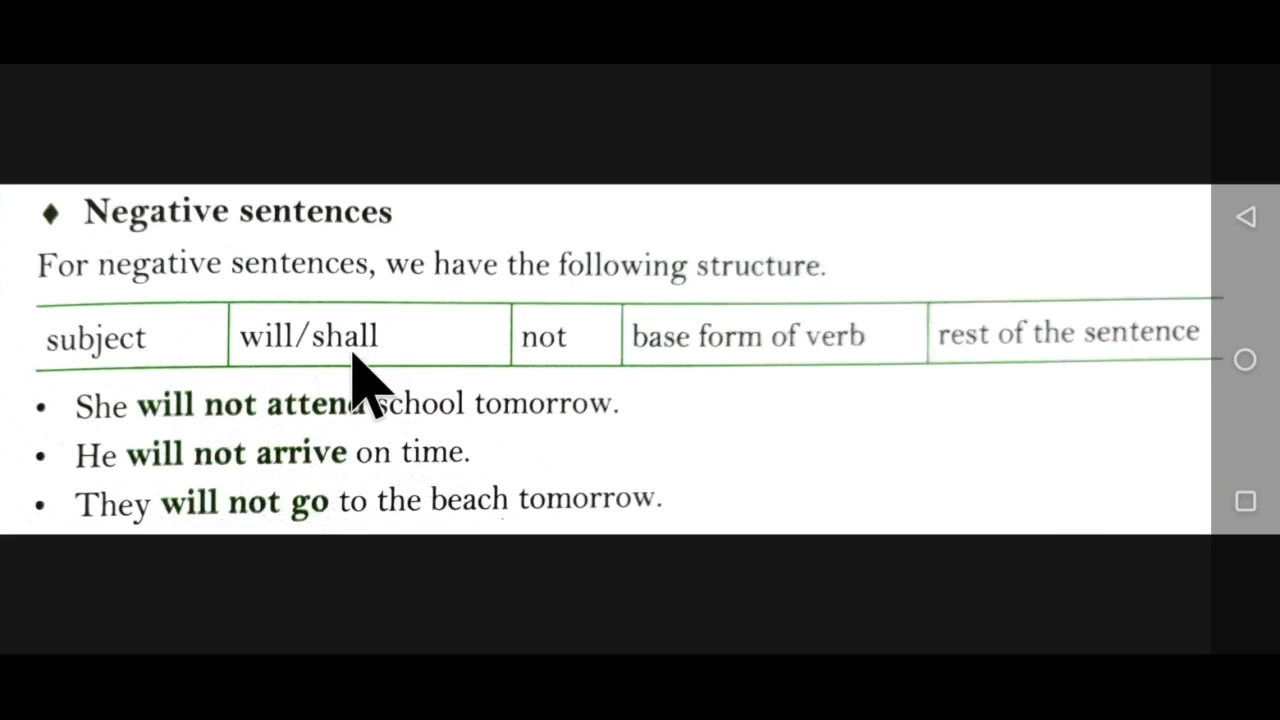 ♦ Negative sentences
For negative sentences, we have the following structure.
subject will/shall not base form of verb rest of the sentence
• She will not attend school tomorrow.
• He will not arrive on time.
• They will not go to the beach tomorrow.